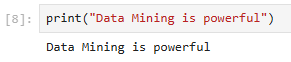 [8]: print("Data Mining is powerful")
Data Mining is powerful